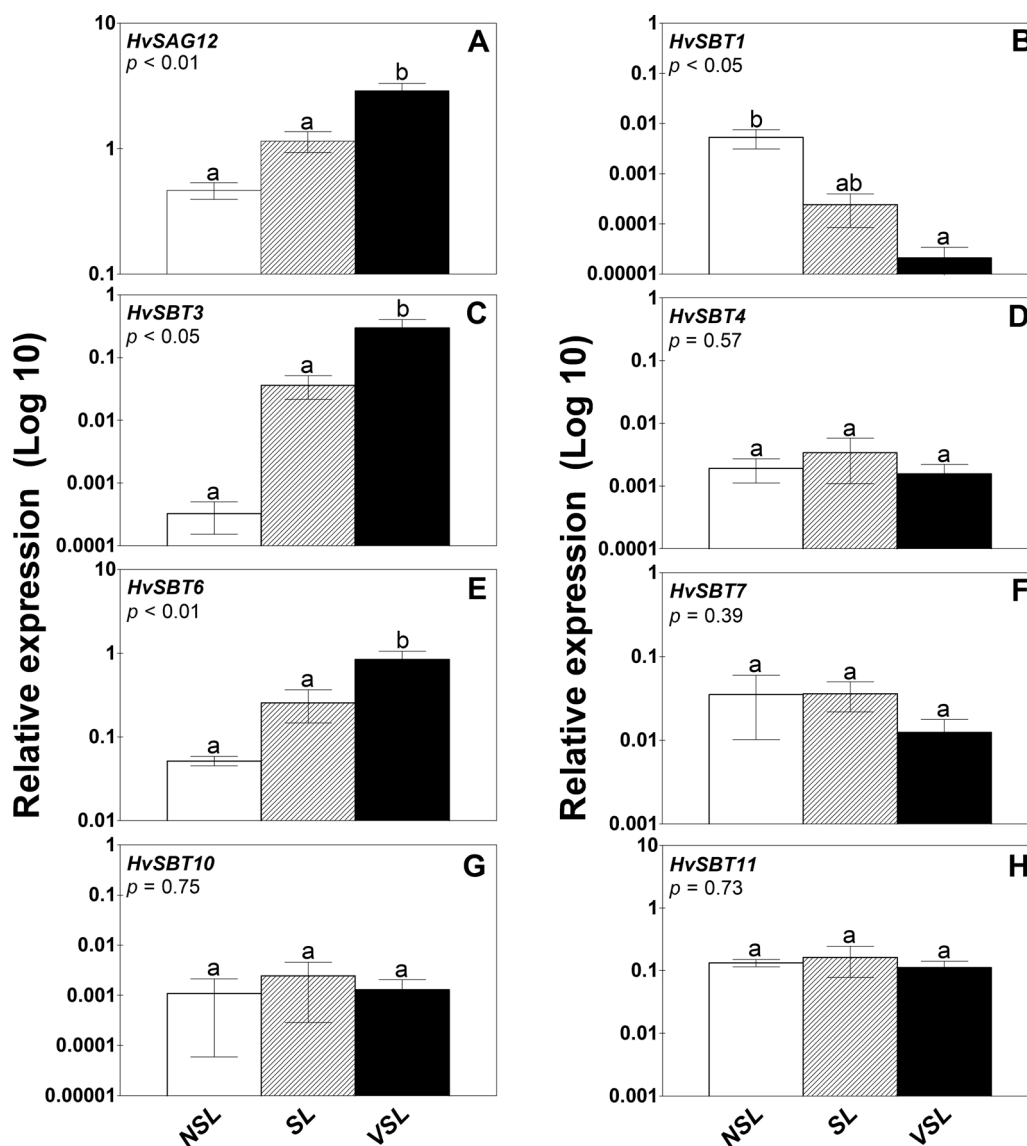 Relative expression (Log 10)
HvSAG12
p < 0.01
A
10
1
0.1
a
a
b
HvSBT1
p < 0.05
B
1
0.1
0.01
0.001
0.0001
0.00001
b
ab
a
HvSBT3
p < 0.05
C
1
0.1
0.01
0.001
0.0001
a
a
b
Relative expression (Log 10)
HvSBT4
p = 0.57
D
1
0.1
0.01
0.001
0.0001
a
a
a
HvSBT6
p < 0.01
E
10
1
0.1
0.01
a
a
b
HvSBT7
p = 0.39
F
1
0.1
0.01
0.001
a
a
a
HvSBT10
p = 0.75
G
1
0.1
0.01
0.001
0.0001
0.00001
a
a
a
HvSBT11
p = 0.73
H
10
1
0.1
0.01
0.001
a
a
a
NSL
SL
VSL
NSL
SL
VSL